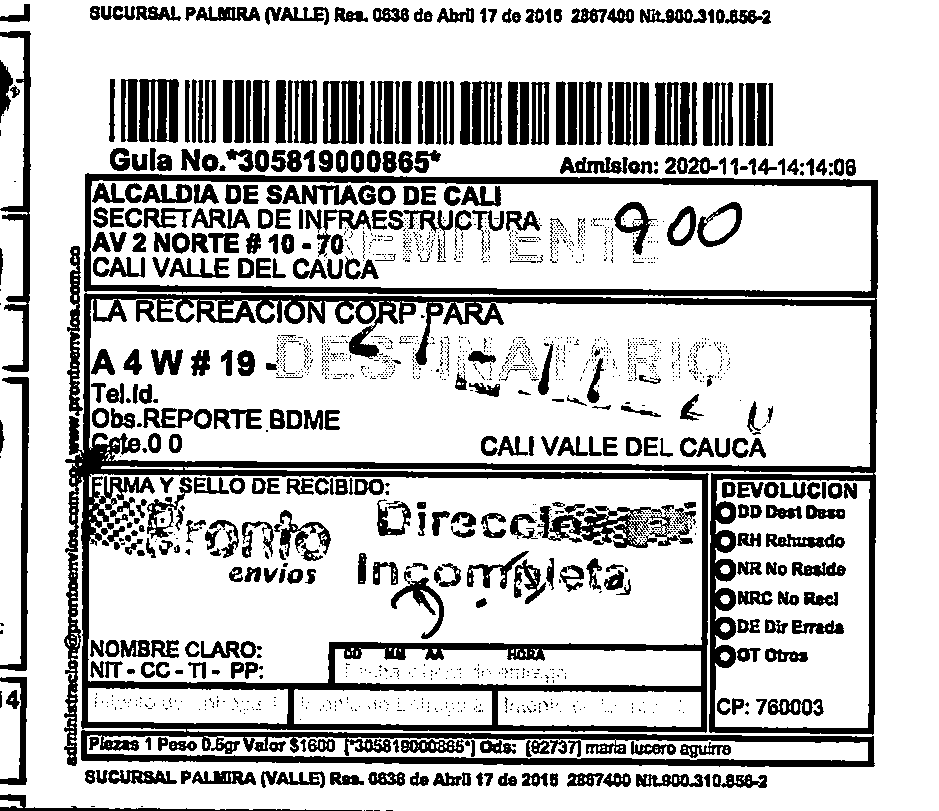 SUCURSAL PALMIRA (VALLE) Res. 0636 de Abril 17 de 2015 2867400 Nit.900.310.856-2
Guia No.*305819000865*
Admision: 2020-11-14-14:14:06
ALCALDIA DE SANTIAGO DE CALI
SECRETARIA DE INFRAESTRUCTURA
AV 2 NORTE # 10 - 70
CALI VALLE DEL CAUCA
REMITENTE
900
LA RECREACION CORP PARA
DESTINATARIO
A 4 W # 19 -
Tel.Id.
Obs.REPORTE BDME
Ccte.0 0
CALI VALLE DEL CAUCA
administracion@prontoenvios.com.co | www.prontoenvios.com.co
FIRMA Y SELLO DE RECIBIDO:
Pronto
envios
Incompleta
DEVOLUCION
DD Dest Desc
RH Rehusado
NR No Reside
NRC No Recl
DE Dir Errada
OT Otros
CP: 760003
NOMBRE CLARO:
NIT - CC - TI - PP:
DD MM AA HORA
Piezas 1 Peso 0.5gr Valor $1600 [*305819000865*] Ods: [92737] maria lucero aguirre
SUCURSAL PALMIRA (VALLE) Res. 0636 de Abril 17 de 2015 2867400 Nit.900.310.856-2